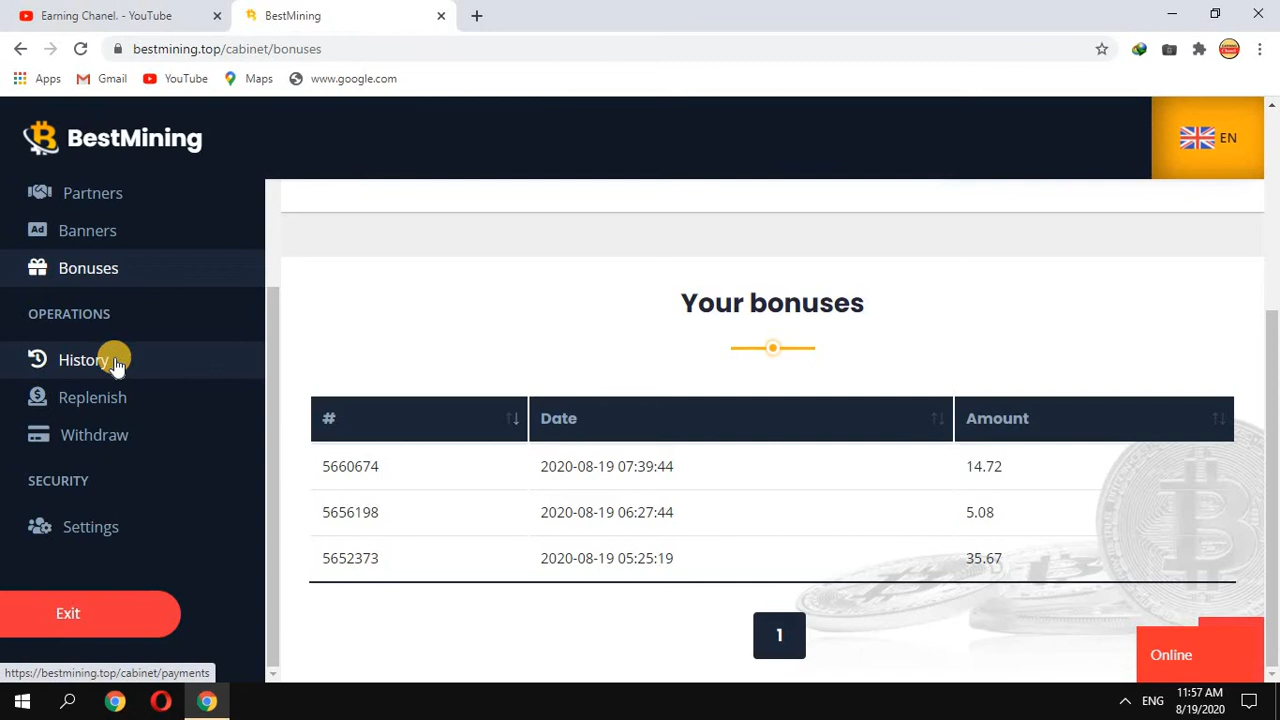 Earning Chanel. - YouTube
BestMining
bestmining.top/cabinet/bonuses
Apps
Gmail
YouTube
Maps
www.google.com
BestMining
EN
Partners
Banners
Bonuses
OPERATIONS
History
Replenish
Withdraw
SECURITY
Settings
Exit
https://bestmining.top/cabinet/payments
Your bonuses
# Date Amount
5660674 2020-08-19 07:39:44 14.72
5656198 2020-08-19 06:27:44 5.08
5652373 2020-08-19 05:25:19 35.67
1
Online
ENG
11:57 AM
8/19/2020